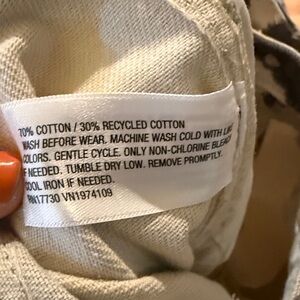 70% COTTON / 30% RECYCLED COTTON
WASH BEFORE WEAR. MACHINE WASH COLD WITH LIKE
COLORS. GENTLE CYCLE. ONLY NON-CHLORINE BLEACH
IF NEEDED. TUMBLE DRY LOW. REMOVE PROMPTLY.
COOL IRON IF NEEDED.
RN17730 VN1974109